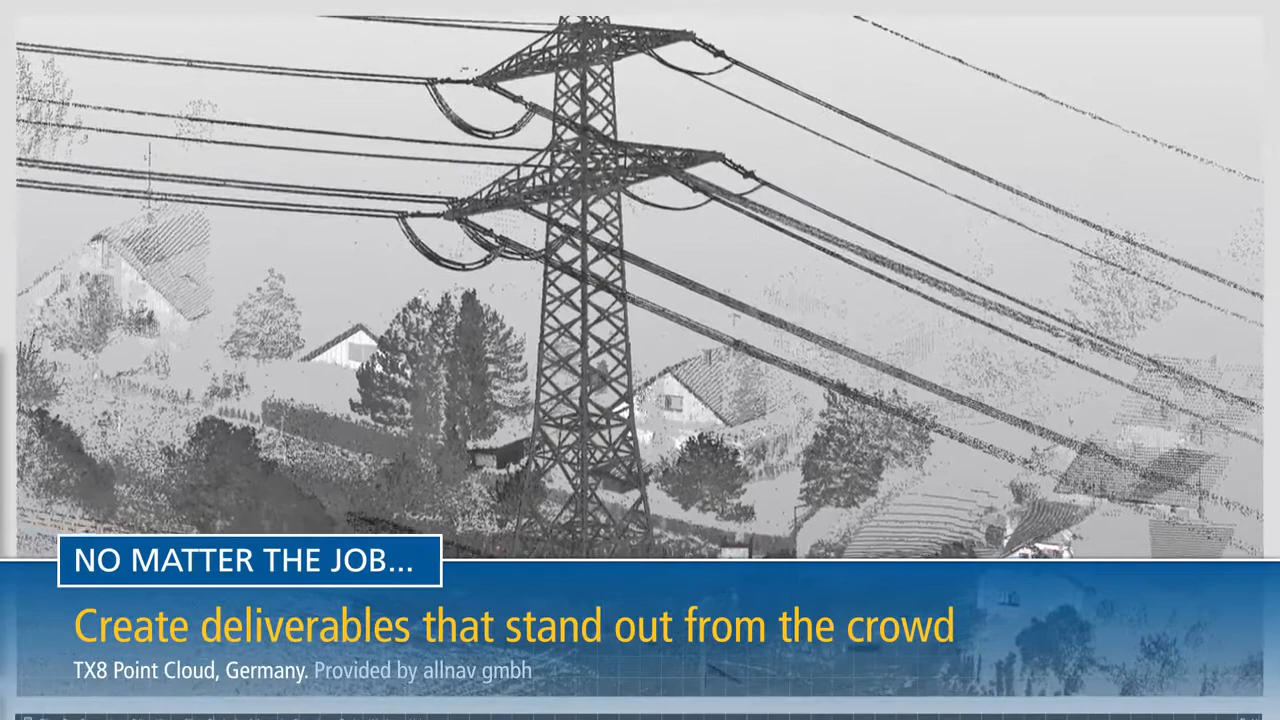 NO MATTER THE JOB...
Create deliverables that stand out from the crowd
TX8 Point Cloud, Germany. Provided by allnav gmbh